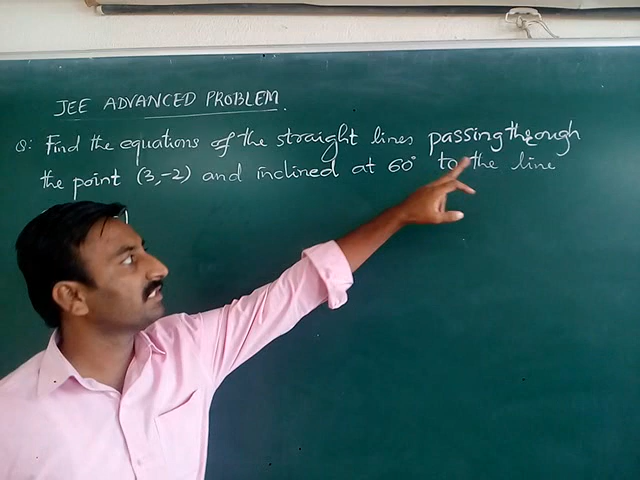 JEE ADVANCED PROBLEM.
Q: Find the equations of the straight lines passing through
the point (3,-2) and inclined at 60° to the line